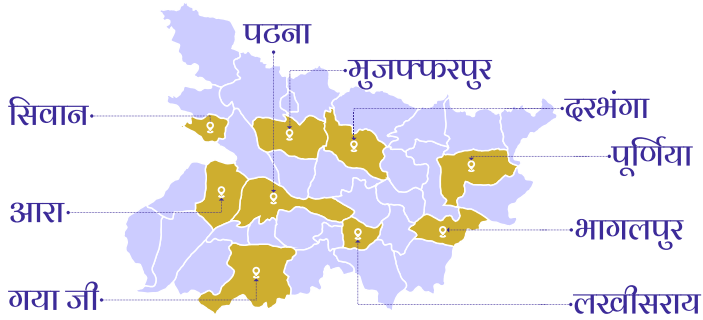 पटना
मुजफ्फरपुर
सिवान
दरभंगा
पूर्णिया
आरा
भागलपुर
गया जी
लखीसराय